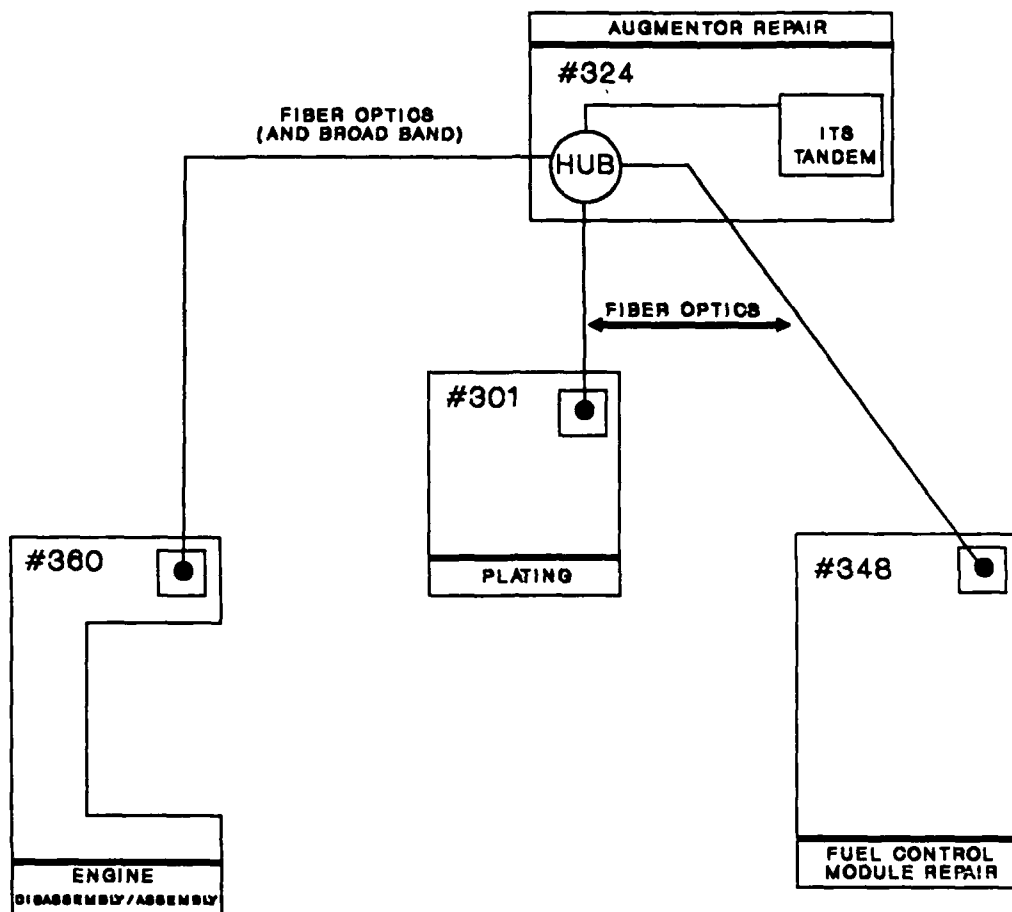 AUGMENTOR REPAIR
#324
FIBER OPTICS
(AND BROAD BAND)
ITS
TANDEM
HUB
FIBER OPTICS
#301
PLATING
#360
#348
ENGINE
DISASSEMBLY/ASSEMBLY
FUEL CONTROL
MODULE REPAIR